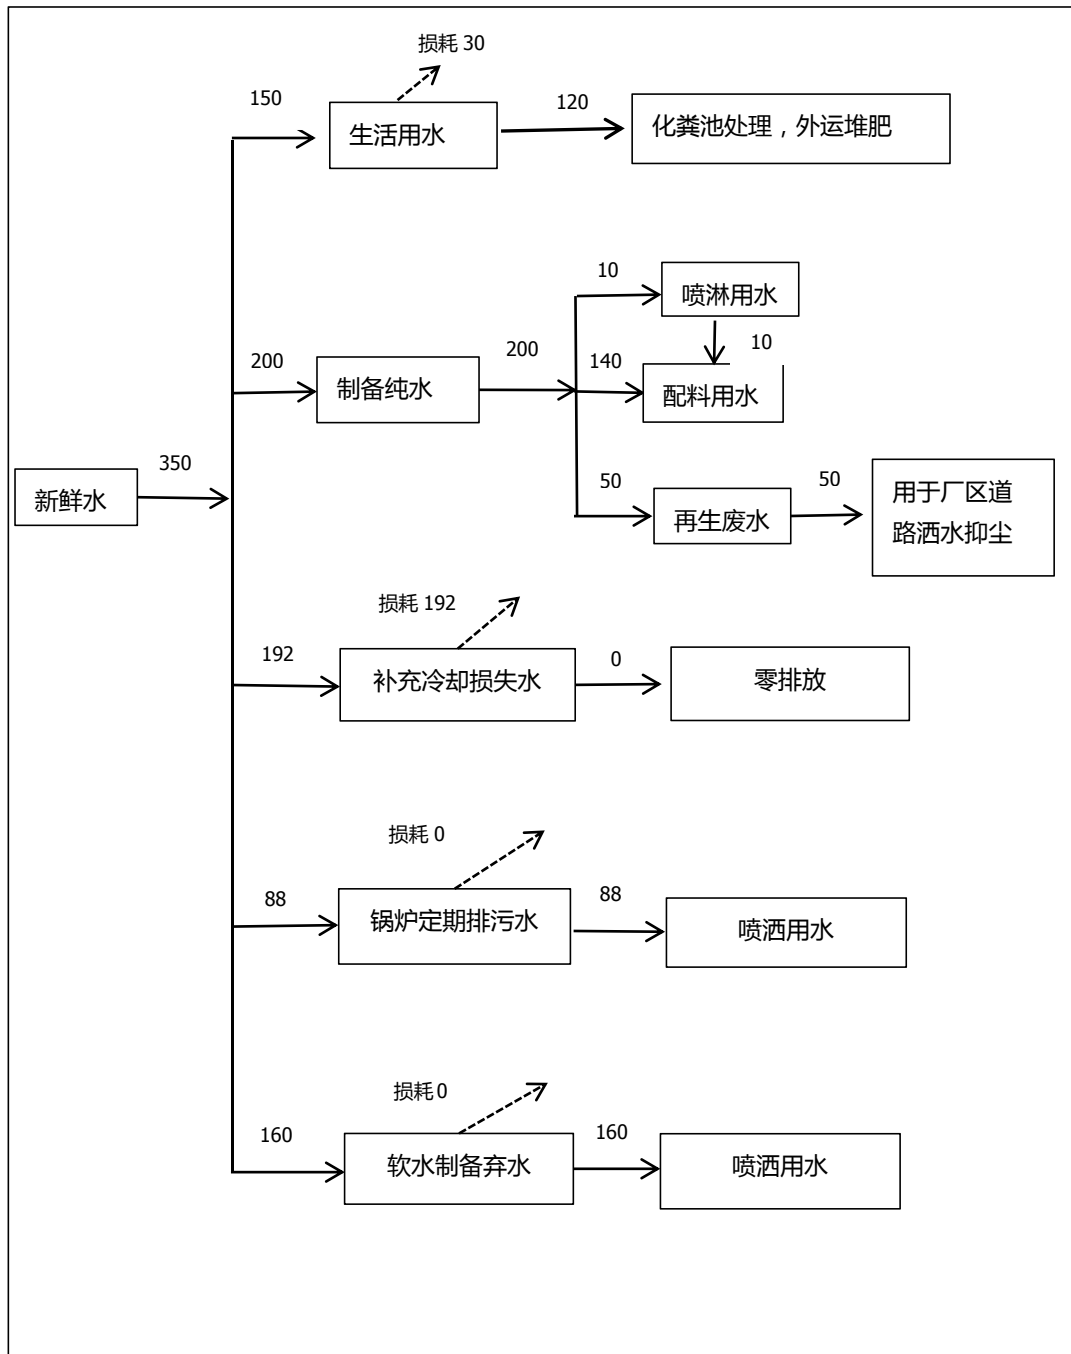 损耗 30
150
生活用水
120
化粪池处理，外运堆肥
10
喷淋用水
10
200
制备纯水
200
140
配料用水
新鲜水
350
50
再生废水
50
用于厂区道
路洒水抑尘
损耗 192
192
补充冷却损失水
0
零排放
损耗 0
88
锅炉定期排污水
88
喷洒用水
损耗 0
160
软水制备弃水
160
喷洒用水